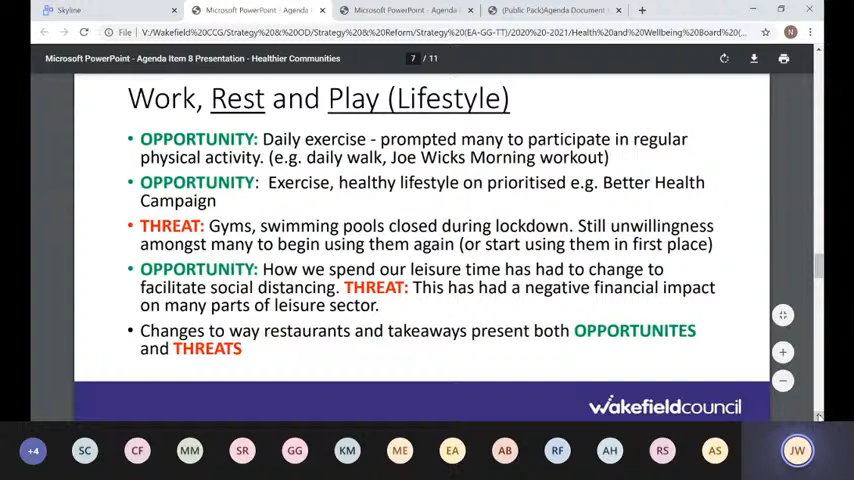 Skyline
Microsoft PowerPoint - Agenda
Microsoft PowerPoint - Agenda
(Public Pack)Agenda Document
File
V:/Wakefield%20CCG/Strategy%20&%20OD/Strategy%20&%20Reform/Strategy%20(EA-GG-TT)/2020%20-2021/Health%20and%20Wellbeing%20Board%20(...
N
Microsoft PowerPoint - Agenda Item 8 Presentation - Healthier Communities
7 / 11
Work, Rest and Play (Lifestyle)
• OPPORTUNITY: Daily exercise - prompted many to participate in regular
physical activity. (e.g. daily walk, Joe Wicks Morning workout)
• OPPORTUNITY: Exercise, healthy lifestyle on prioritised e.g. Better Health
Campaign
• THREAT: Gyms, swimming pools closed during lockdown. Still unwillingness
amongst many to begin using them again (or start using them in first place)
• OPPORTUNITY: How we spend our leisure time has had to change to
facilitate social distancing. THREAT: This has had a negative financial impact
on many parts of leisure sector.
• Changes to way restaurants and takeaways present both OPPORTUNITES
and THREATS
wakefieldcouncil
+4 SC CF MM SR GG KM ME EA AB RF AH RS AS JW